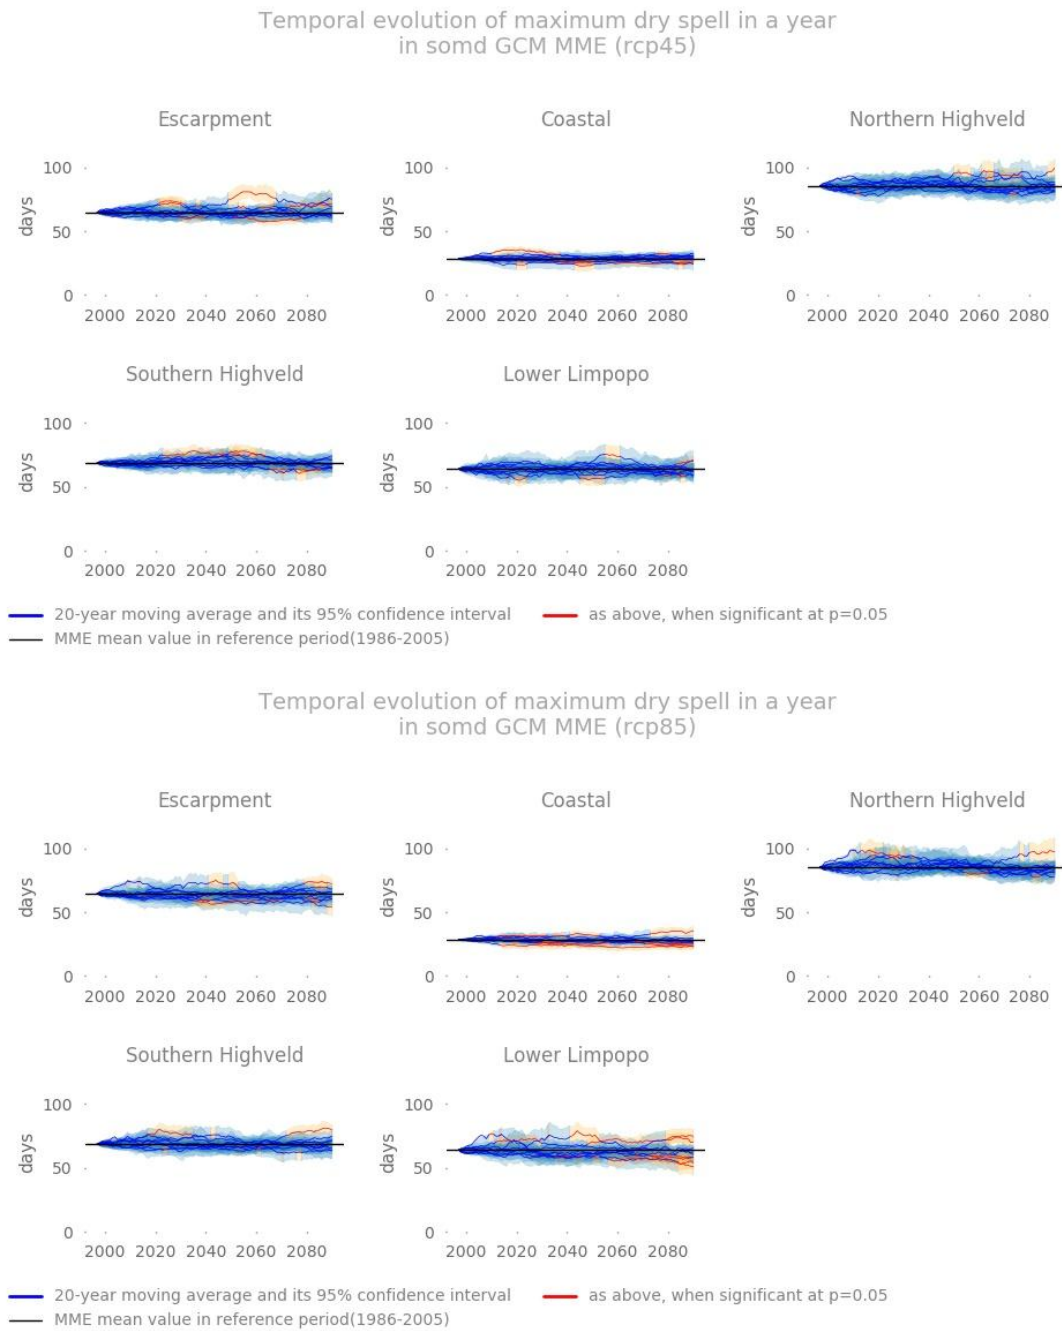 Temporal evolution of maximum dry spell in a year
in somd GCM MME (rcp45)
Escarpment
Coastal
Northern Highveld
100
50
0
days
2000 2020 2040 2060 2080
100
50
0
days
2000 2020 2040 2060 2080
100
50
0
days
2000 2020 2040 2060 2080
Southern Highveld
Lower Limpopo
100
50
0
days
2000 2020 2040 2060 2080
100
50
0
days
2000 2020 2040 2060 2080
20-year moving average and its 95% confidence interval
as above, when significant at p=0.05
MME mean value in reference period(1986-2005)
Temporal evolution of maximum dry spell in a year
in somd GCM MME (rcp85)
Escarpment
Coastal
Northern Highveld
100
50
0
days
2000 2020 2040 2060 2080
100
50
0
days
2000 2020 2040 2060 2080
100
50
0
days
2000 2020 2040 2060 2080
Southern Highveld
Lower Limpopo
100
50
0
days
2000 2020 2040 2060 2080
100
50
0
days
2000 2020 2040 2060 2080
20-year moving average and its 95% confidence interval
as above, when significant at p=0.05
MME mean value in reference period(1986-2005)